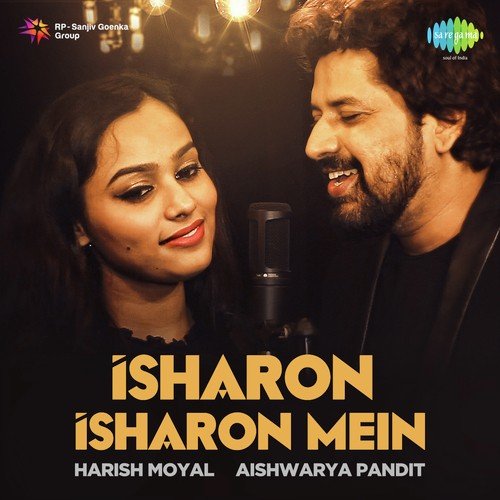 RP - Sanjiv Goenka
Group
saregama
soul of India
ISHARON
ISHARON MEIN
HARISH MOYAL AISHWARYA PANDIT